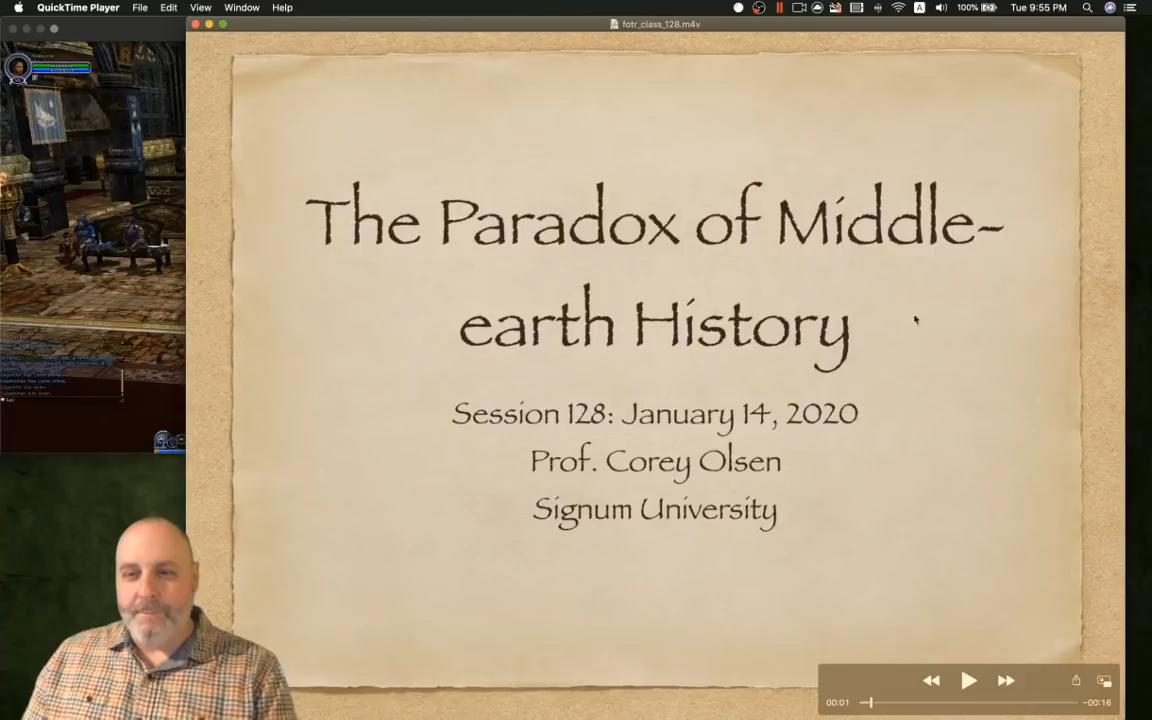 QuickTime Player File Edit View Window Help
100% Tue 9:55 PM
fotr_class_128.m4v
The Paradox of Middle-
earth History
Session 128: January 14, 2020
Prof. Corey Olsen
Signum University
00:01
-00:16